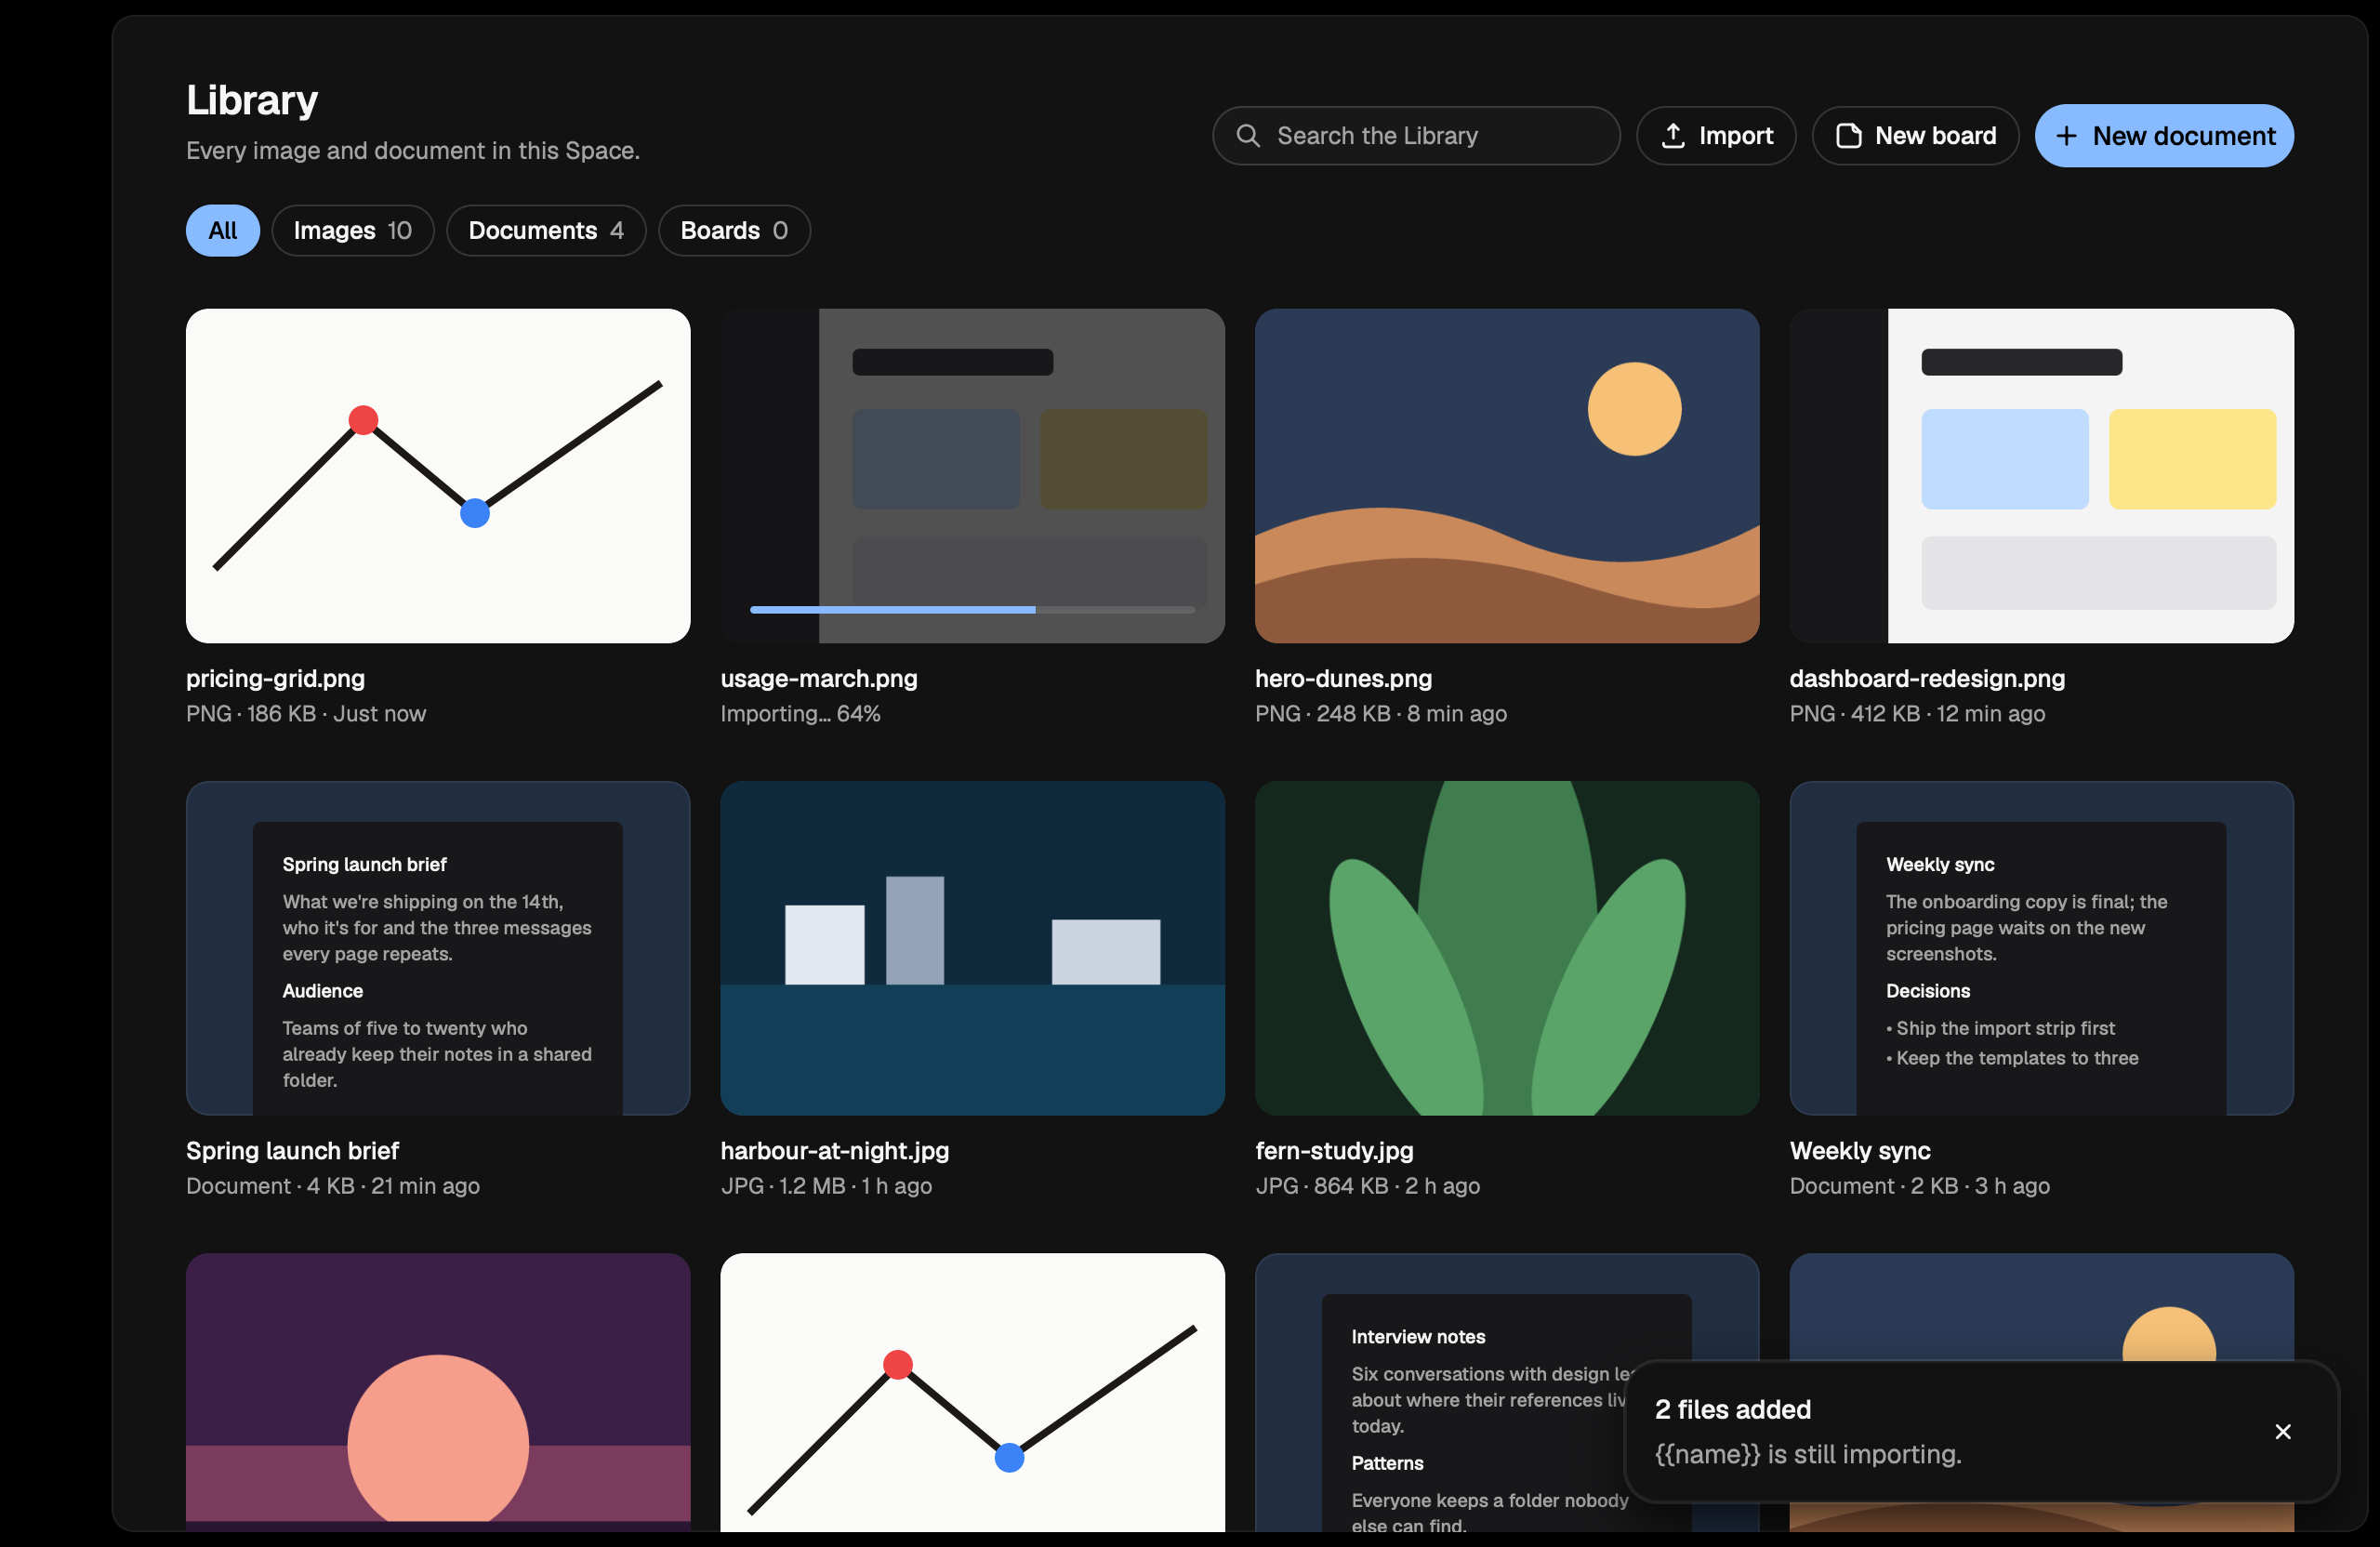 Library
Every image and document in this Space.
Search the Library
Import
New board
New document
All
Images 10
Documents 4
Boards 0
pricing-grid.png
PNG · 186 KB · Just now
usage-march.png
Importing... 64%
hero-dunes.png
PNG · 248 KB · 8 min ago
dashboard-redesign.png
PNG · 412 KB · 12 min ago
Spring launch brief
What we're shipping on the 14th,
who it's for and the three messages
every page repeats.
Audience
Teams of five to twenty who
already keep their notes in a shared
folder.
Spring launch brief
Document · 4 KB · 21 min ago
harbour-at-night.jpg
JPG · 1.2 MB · 1 h ago
fern-study.jpg
JPG · 864 KB · 2 h ago
Weekly sync
The onboarding copy is final; the
pricing page waits on the new
screenshots.
Decisions
• Ship the import strip first
• Keep the templates to three
Weekly sync
Document · 2 KB · 3 h ago
Interview notes
Six conversations with design
about where their references
today.
Patterns
Everyone keeps a folder nobody
else can find.
2 files added
{{name}} is still importing.